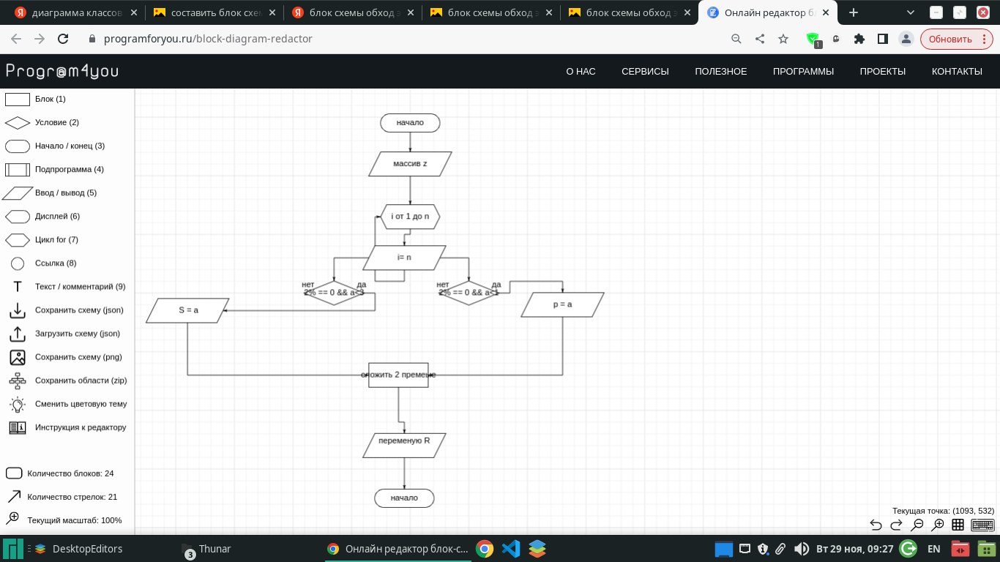 диаграмма классов
составить блок схем
блок схемы обход э
блок схемы обход э
блок схемы обход э
Онлайн редактор б
programforyou.ru/block-diagram-redactor
1
Обновить
Progr@m4you
О НАС
СЕРВИСЫ
ПОЛЕЗНОЕ
ПРОГРАММЫ
ПРОЕКТЫ
КОНТАКТЫ
Блок (1)
Условие (2)
Начало / конец (3)
Подпрограмма (4)
Ввод / вывод (5)
Дисплей (6)
Цикл for (7)
Ссылка (8)
Текст / комментарий (9)
Сохранить схему (json)
Загрузить схему (json)
Сохранить схему (png)
Сохранить области (zip)
Сменить цветовую тему
Инструкция к редактору
Количество блоков: 24
Количество стрелок: 21
Текущий масштаб: 100%
начало
массив z
i от 1 до n
i= n
нет
да
2% == 0 && a<3
нет
да
2% == 0 && a<1
S = a
p = a
сложить 2 премеые
переменую R
начало
Текущая точка: (1093, 532)
DesktopEditors
3
Thunar
Онлайн редактор блок-с...
Вт 29 ноя, 09:27
EN